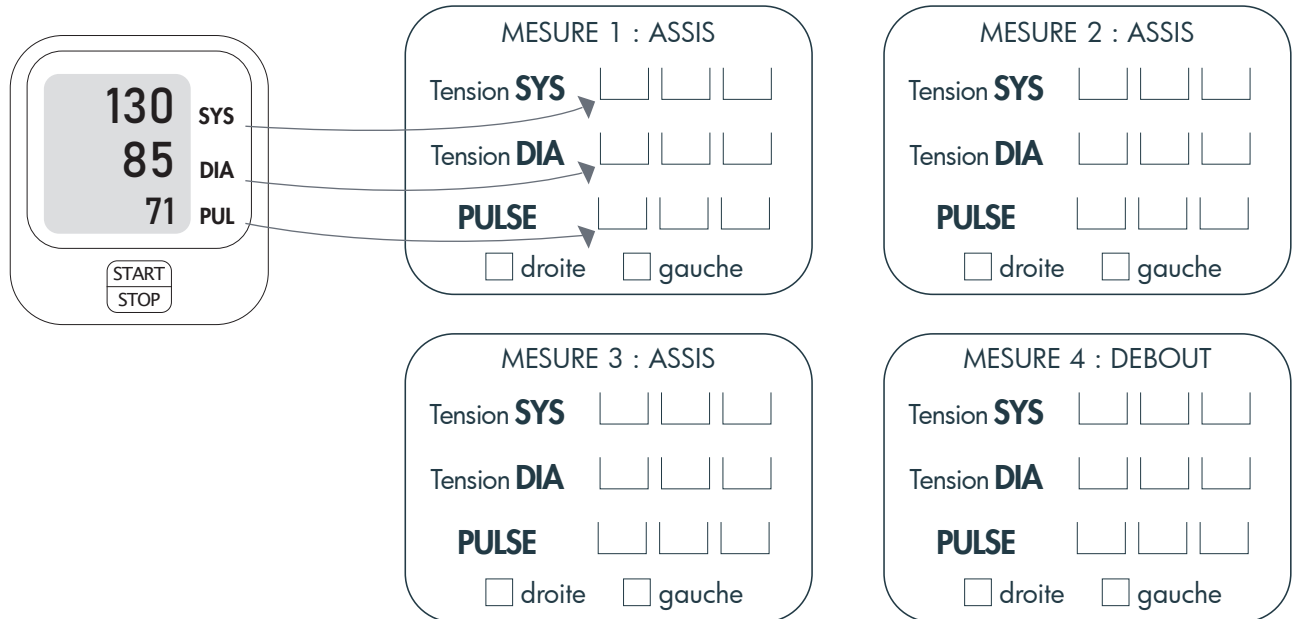 130 SYS
85 DIA
71 PUL
START
STOP
MESURE 1 : ASSIS
Tension SYS
Tension DIA
PULSE
droite gauche
MESURE 2 : ASSIS
Tension SYS
Tension DIA
PULSE
droite gauche
MESURE 3 : ASSIS
Tension SYS
Tension DIA
PULSE
droite gauche
MESURE 4 : DEBOUT
Tension SYS
Tension DIA
PULSE
droite gauche